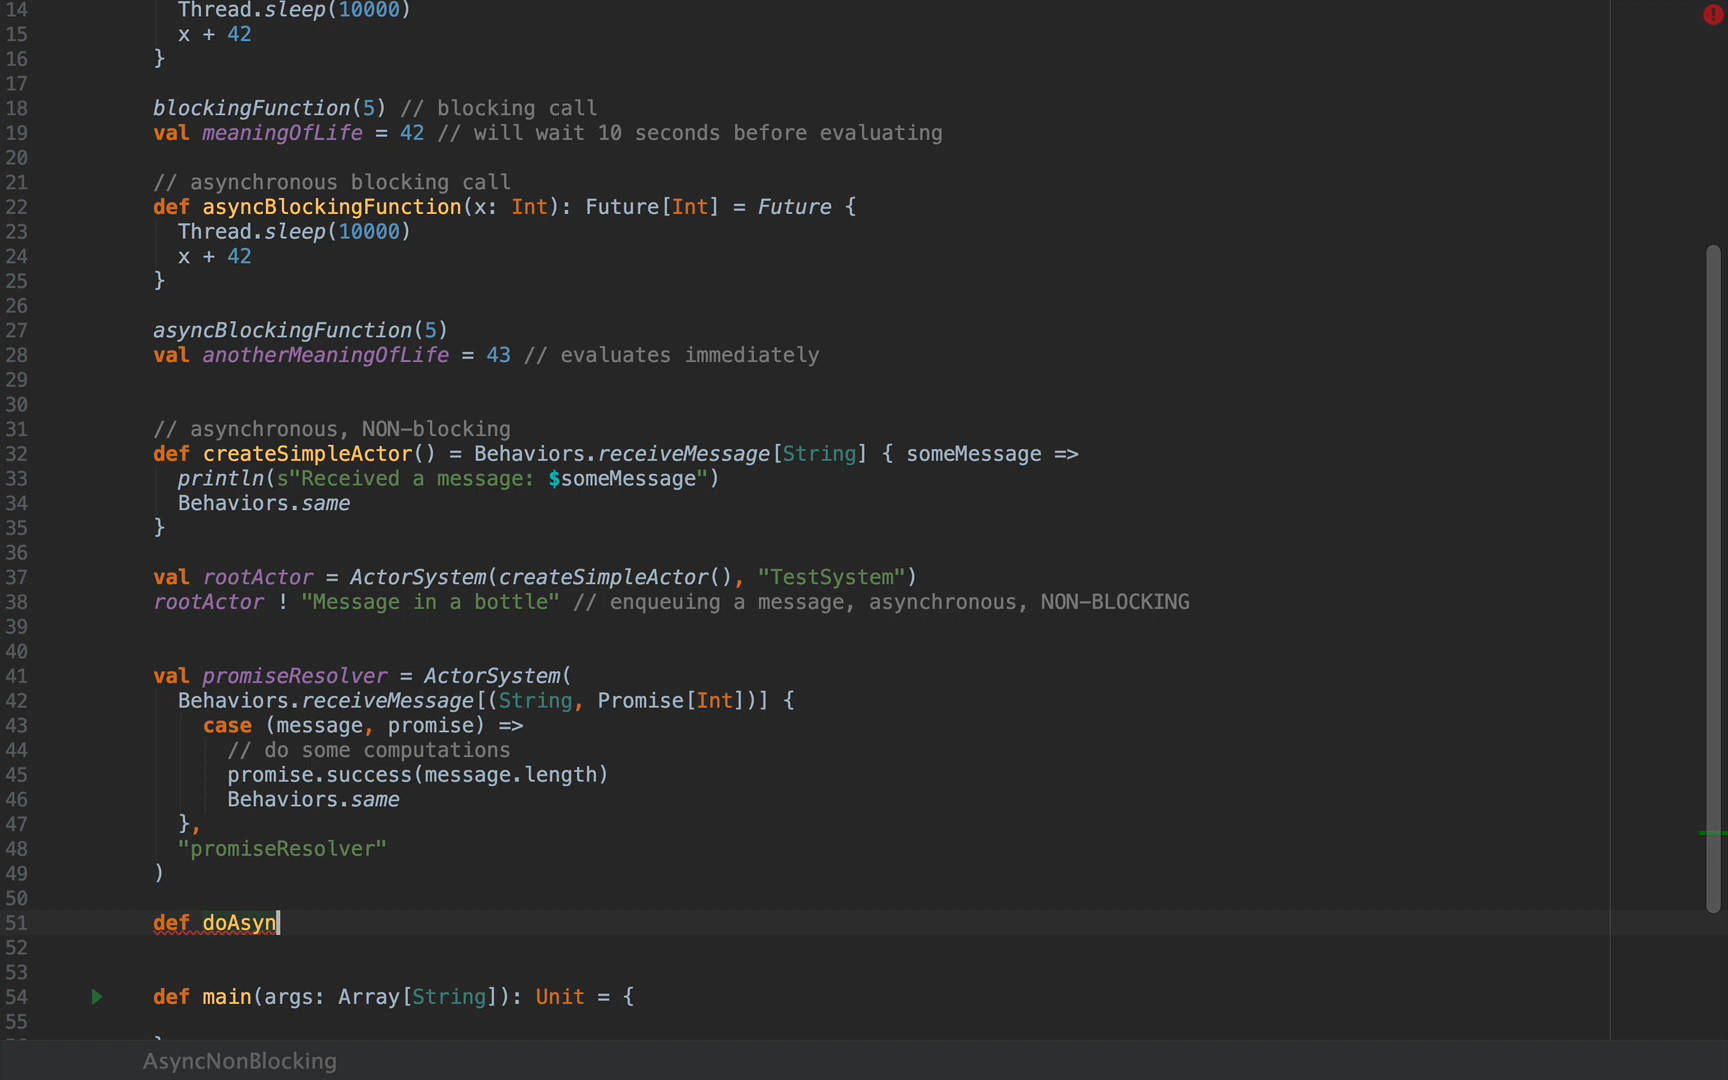 14 Thread.sleep(10000)
15 x + 42
16 }
17
18 blockingFunction(5) // blocking call
19 val meaningOfLife = 42 // will wait 10 seconds before evaluating
20
21 // asynchronous blocking call
22 def asyncBlockingFunction(x: Int): Future[Int] = Future {
23 Thread.sleep(10000)
24 x + 42
25 }
26
27 asyncBlockingFunction(5)
28 val anotherMeaningOfLife = 43 // evaluates immediately
29
30
31 // asynchronous, NON-blocking
32 def createSimpleActor() = Behaviors.receiveMessage[String] { someMessage =>
33 println(s"Received a message: $someMessage")
34 Behaviors.same
35 }
36
37 val rootActor = ActorSystem(createSimpleActor(), "TestSystem")
38 rootActor ! "Message in a bottle" // enqueuing a message, asynchronous, NON-BLOCKING
39
40
41 val promiseResolver = ActorSystem(
42 Behaviors.receiveMessage[(String, Promise[Int])] {
43 case (message, promise) =>
44 // do some computations
45 promise.success(message.length)
46 Behaviors.same
47 },
48 "promiseResolver"
49 )
50
51 def doAsyn
52
53
54 def main(args: Array[String]): Unit = {
55
AsyncNonBlocking